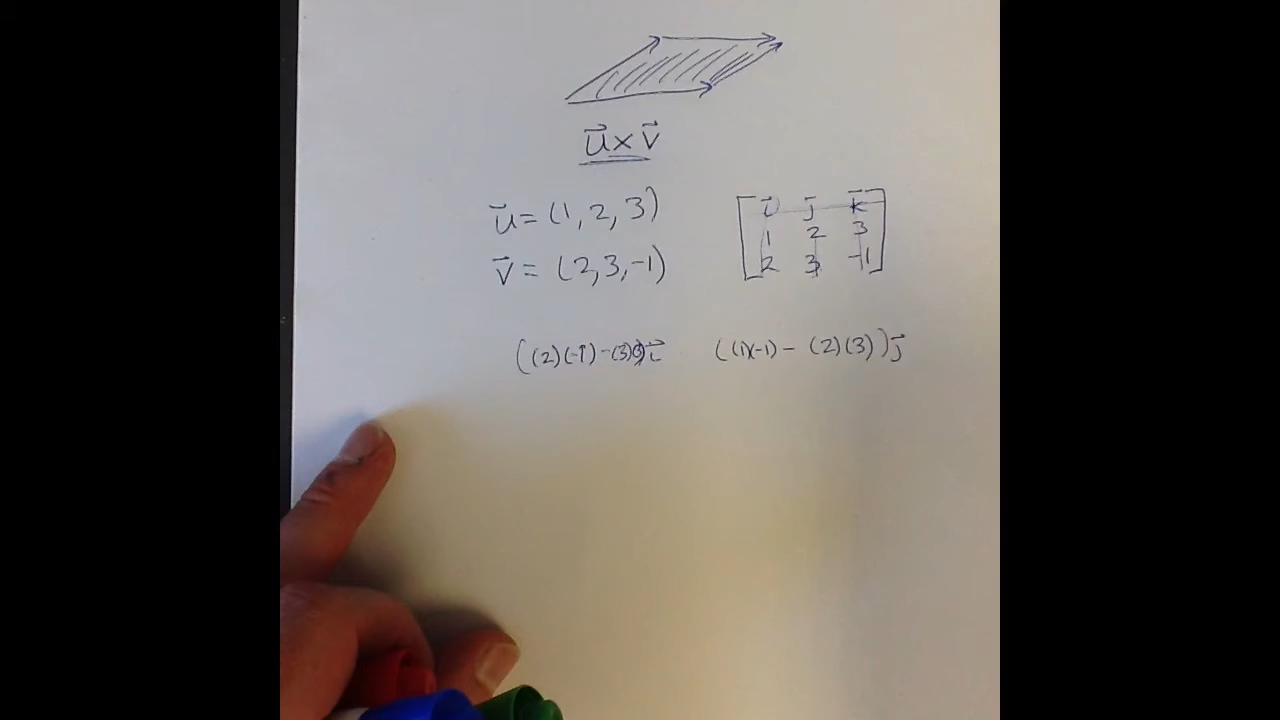 u⃗ x v⃗
u⃗ = (1, 2, 3)
v⃗ = (2, 3, -1)
i⃗ j⃗ k⃗
1 2 3
2 3 -1
((2)(-1) - (3)(3))i⃗ ((1)(-1) - (2)(3))j⃗